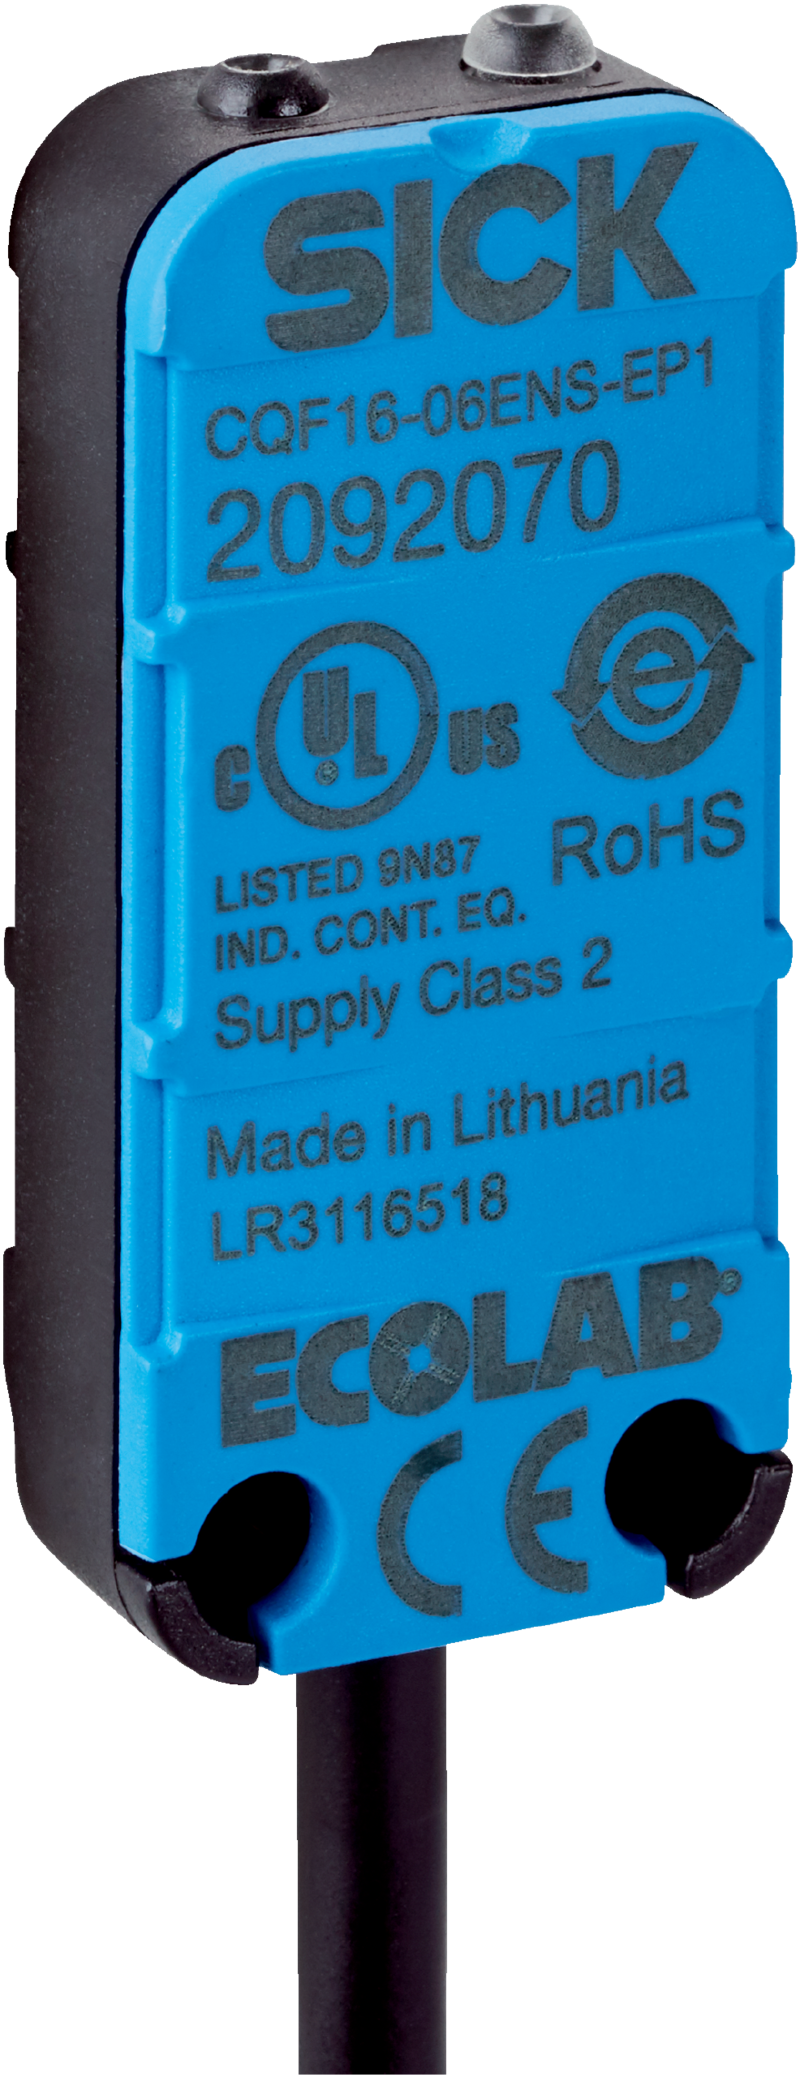 SICK
CQF16-06ENS-EP1
2092070
C UL US
e
RoHS
LISTED 9N87
IND. CONT. EQ.
Supply Class 2
Made in Lithuania
LR3116518
ECOLAB®
CE